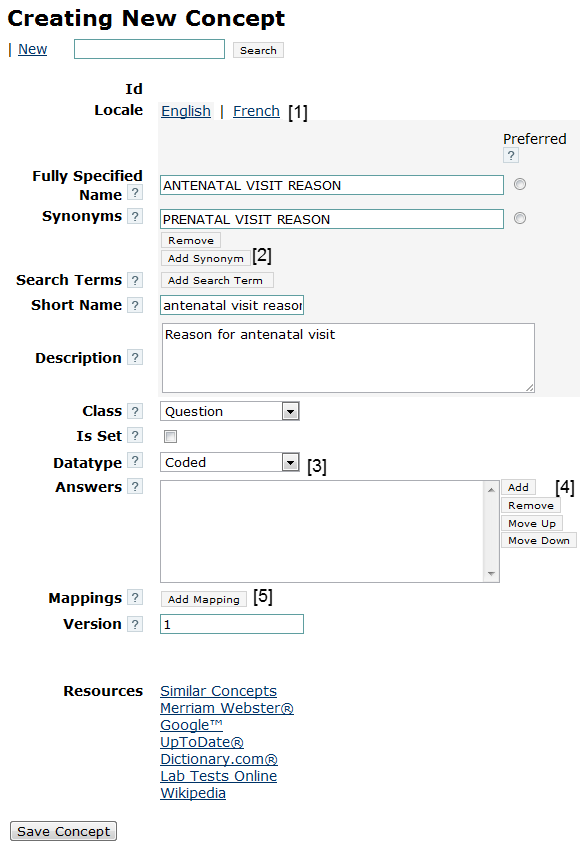 Creating New Concept
| New Search
Id
Locale English | French [1]
Preferred
?
Fully Specified
Name ? ANTENATAL VISIT REASON
Synonyms ? PRENATAL VISIT REASON
Remove
Add Synonym [2]
Search Terms ? Add Search Term
Short Name ? antenatal visit reason
Description ? Reason for antenatal visit
Class ? Question
Is Set ?
Datatype ? Coded [3]
Answers ? Add [4]
Remove
Move Up
Move Down
Mappings ? Add Mapping [5]
Version ? 1
Resources Similar Concepts
Merriam Webster®
Google™
UpToDate®
Dictionary.com®
Lab Tests Online
Wikipedia
Save Concept